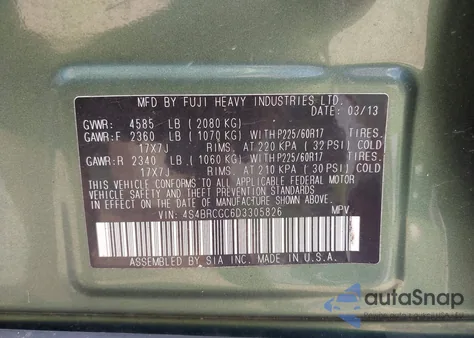 MFD. BY FUJI HEAVY INDUSTRIES LTD.
DATE: 03/13
GVWR: 4585 LB (2080 KG)
GAWR:F 2360 LB (1070 KG) WITH P225/60R17 TIRES.
17X7J RIMS. AT 220 KPA (32 PSI) COLD
GAWR:R 2340 LB (1060 KG) WITH P225/60R17 TIRES.
17X7J RIMS. AT 210 KPA (30 PSI) COLD
THIS VEHICLE CONFORMS TO ALL APPLICABLE FEDERAL MOTOR
VEHICLE SAFETY, BUMPER, AND THEFT PREVENTION STANDARDS
IN EFFECT ON THE DATE OF MANUFACTURE SHOWN ABOVE.
VIN: 4S4BRCGC6D3305826 MPV
ASSEMBLED BY SIA INC. MADE IN U.S.A.
autoSnap